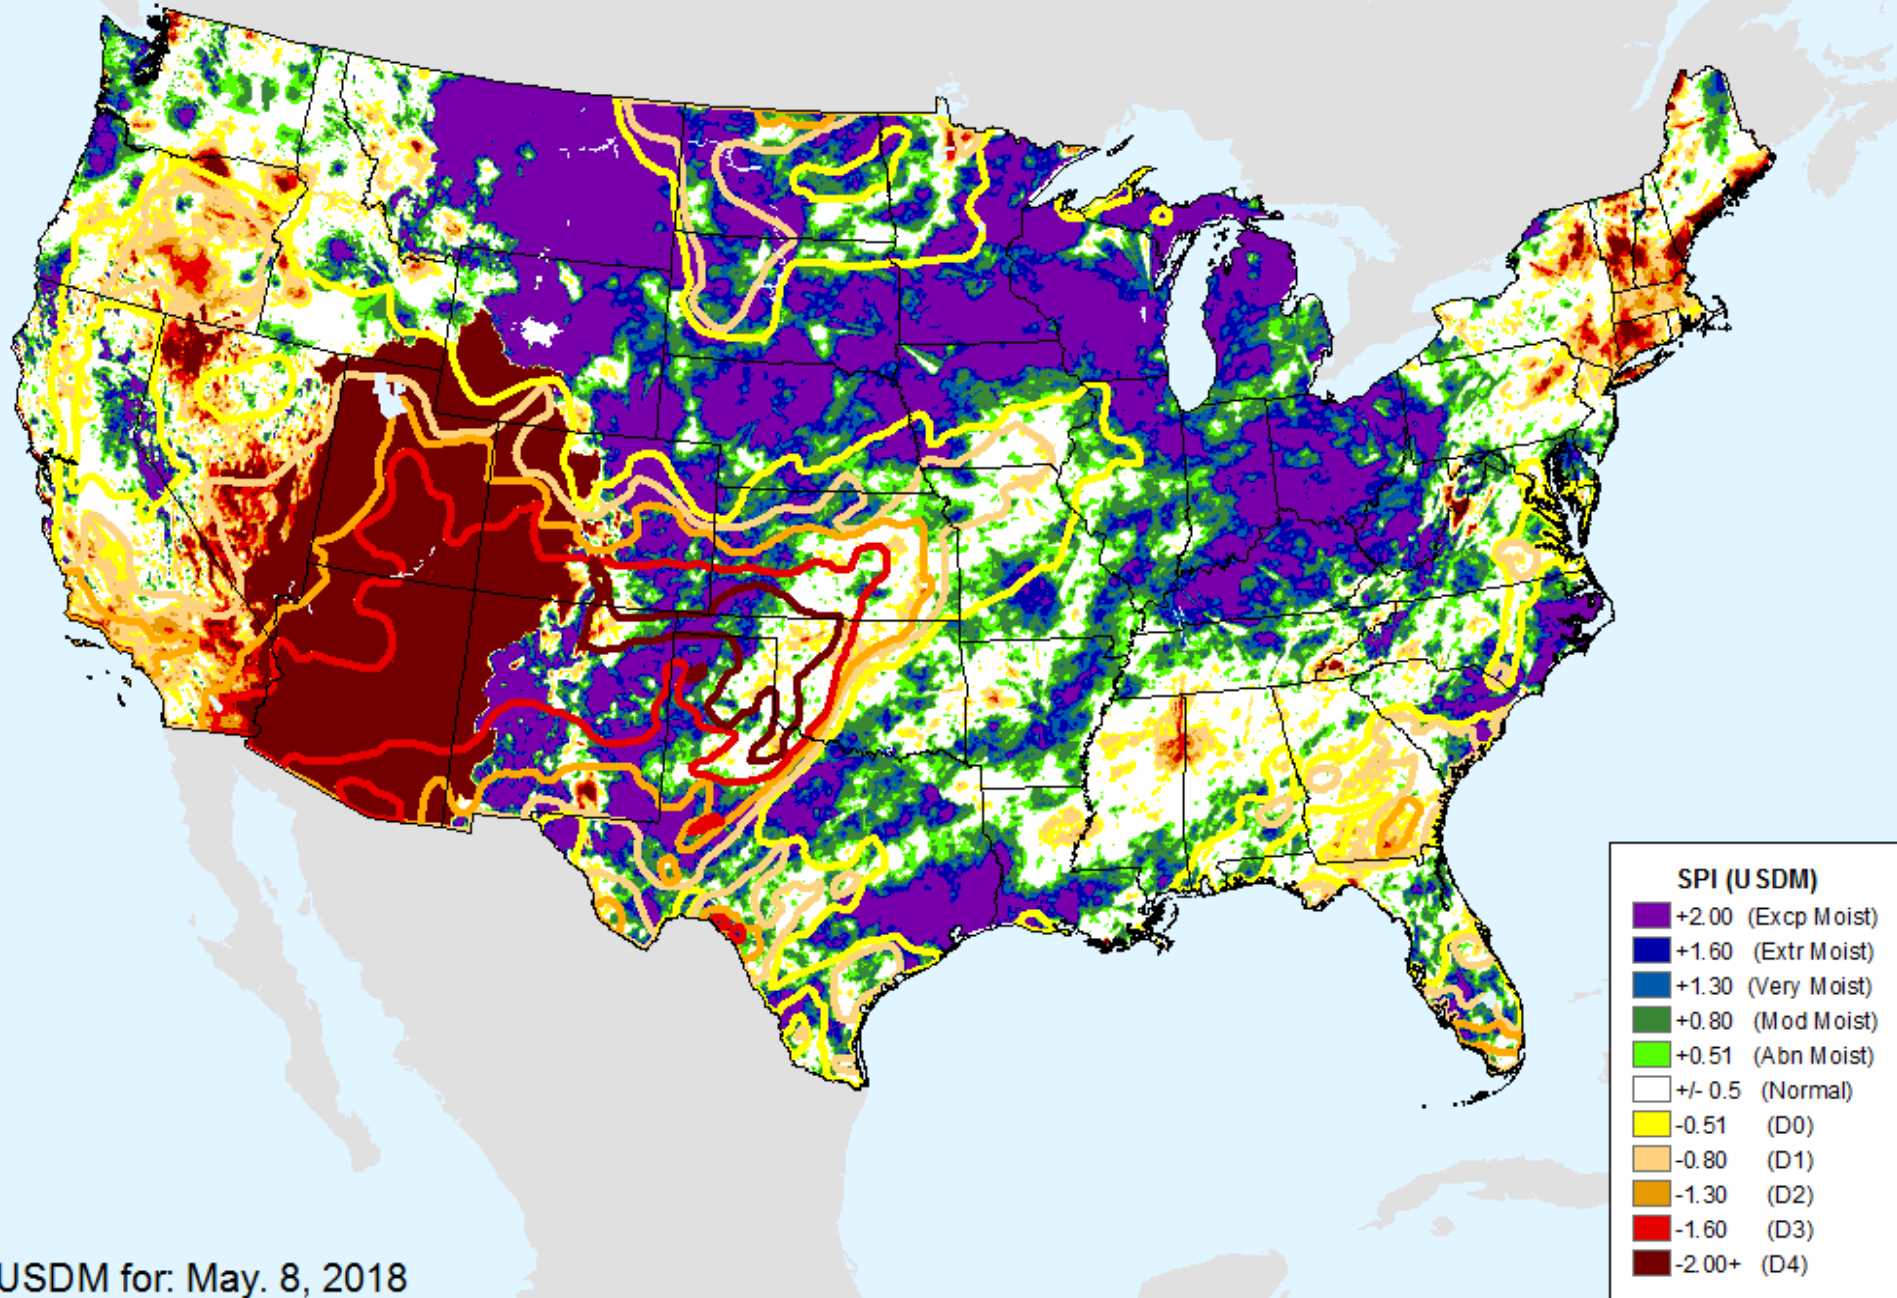 SPI (USDM)
+2.00 (Excp Moist)
+1.60 (Extr Moist)
+1.30 (Very Moist)
+0.80 (Mod Moist)
+0.51 (Abn Moist)
+/- 0.5 (Normal)
-0.51 (D0)
-0.80 (D1)
-1.30 (D2)
-1.60 (D3)
-2.00+ (D4)
USDM for: May. 8, 2018